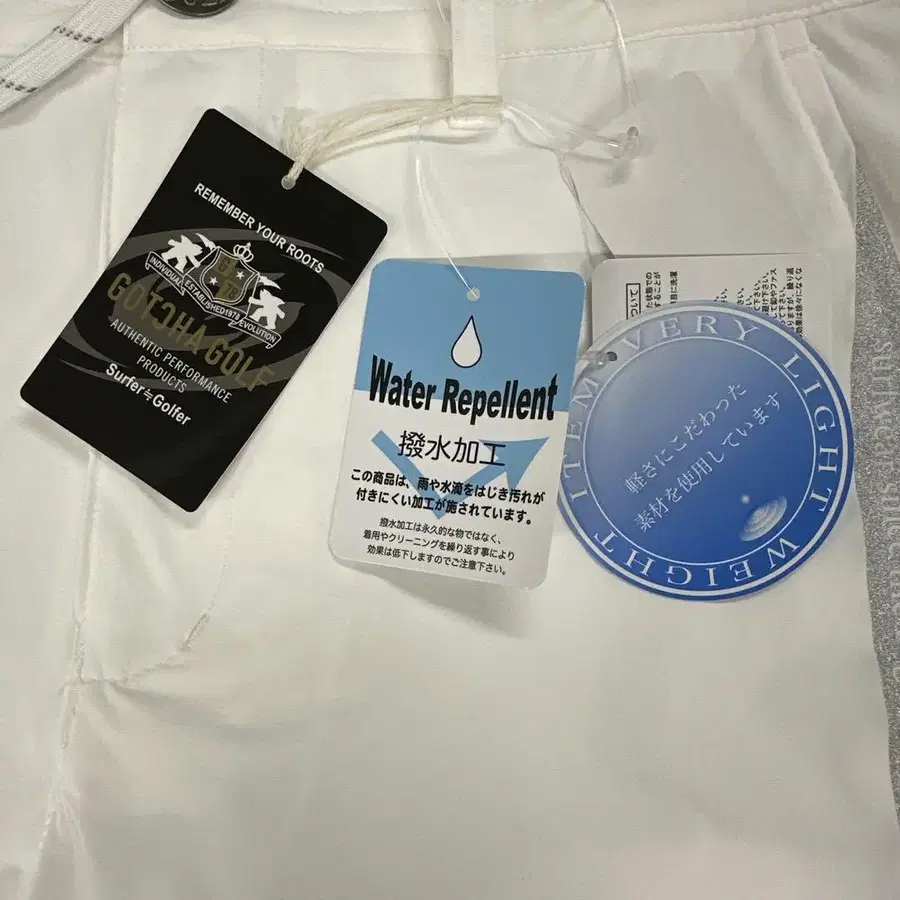 REMEMBER YOUR ROOTS
INDIVIDUAL ESTABLISHED 1978 EVOLUTION
GOTCHA GOLF
AUTHENTIC PERFORMANCE
PRODUCTS
Surfer≒Golfer
Water Repellent
撥水加工
この商品は、雨や水滴をはじき汚れが
付きにくい加工が施されています。
撥水加工は永久的な物ではなく、
着用やクリーニングを繰り返す事により
効果は低下しますのでご注意下さい。
ITEM VERY LIGHT WEIGHT
軽さにこだわった
素材を使用しています
について